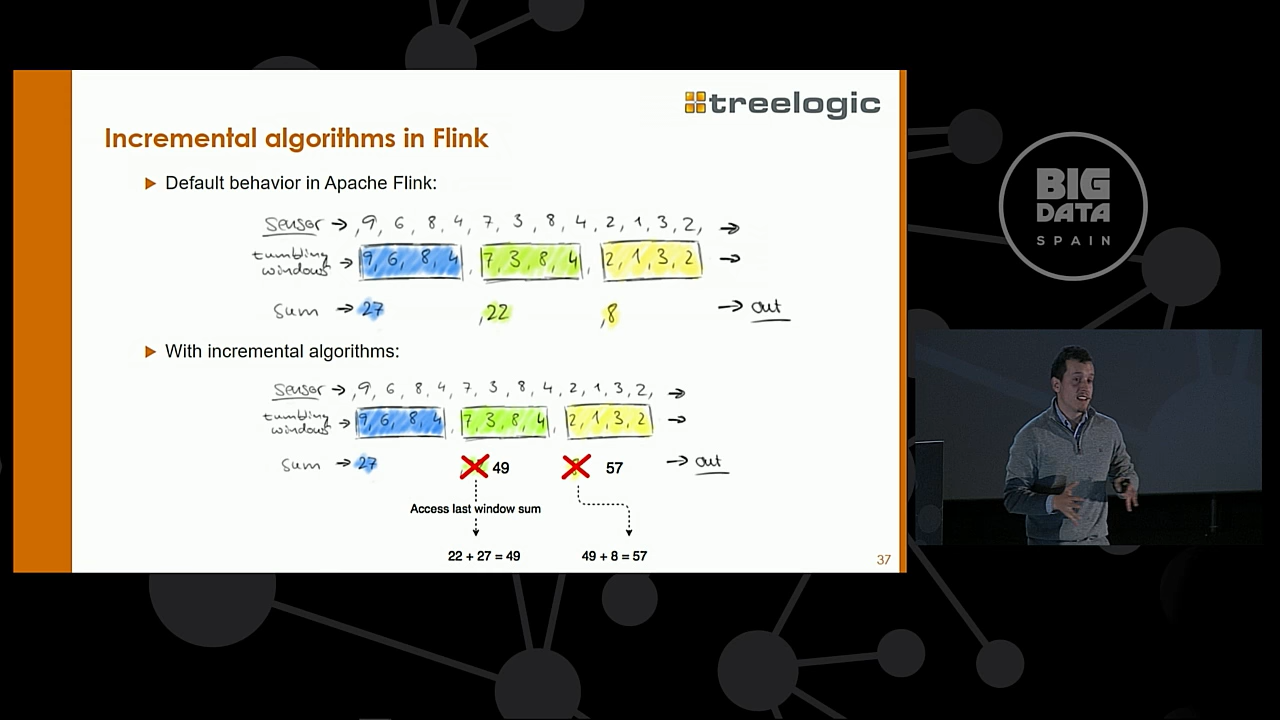 treelogic
Incremental algorithms in Flink
Default behavior in Apache Flink:
Sensor → ,9, 6, 8, 4, 7, 3, 8, 4, 2, 1, 3, 2, →
tumbling windows → 9, 6, 8, 4 , 7, 3, 8, 4 , 2, 1, 3, 2 →
Sum → 27 ,22 ,8 → out
With incremental algorithms:
Sensor → ,9, 6, 8, 4, 7, 3, 8, 4, 2, 1, 3, 2, →
tumbling windows → 9, 6, 8, 4 , 7, 3, 8, 4 , 2, 1, 3, 2 →
Sum → 27 49 57 → out
Access last window sum
22 + 27 = 49 49 + 8 = 57
37
BIG
DATA
SPAIN